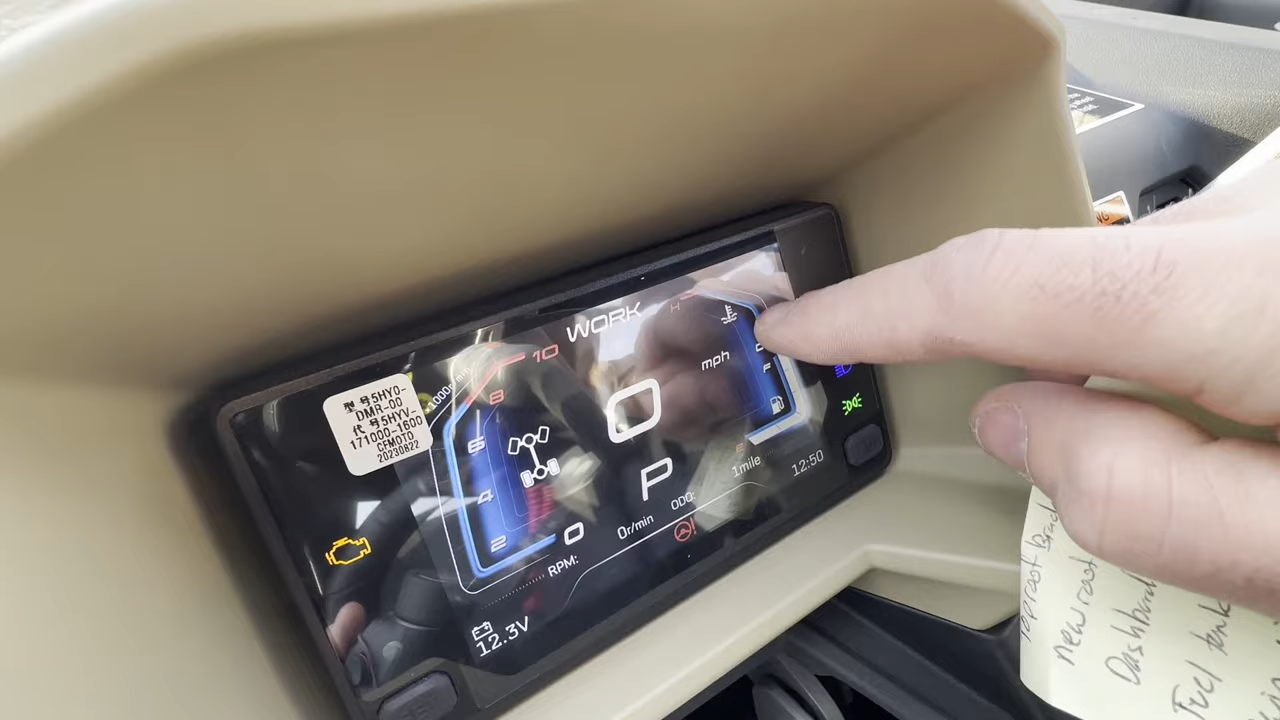 WORK
H
10
8
6
4
2
0
mph
0
P
F
型号5HY0-
DMR-00
代号5HYV-
171000-1600
CFMOTO
20230822
RPM:
0r/min
ODO:
1mile
12:50
12.3V
new roof
Dashboard
Fuel tank